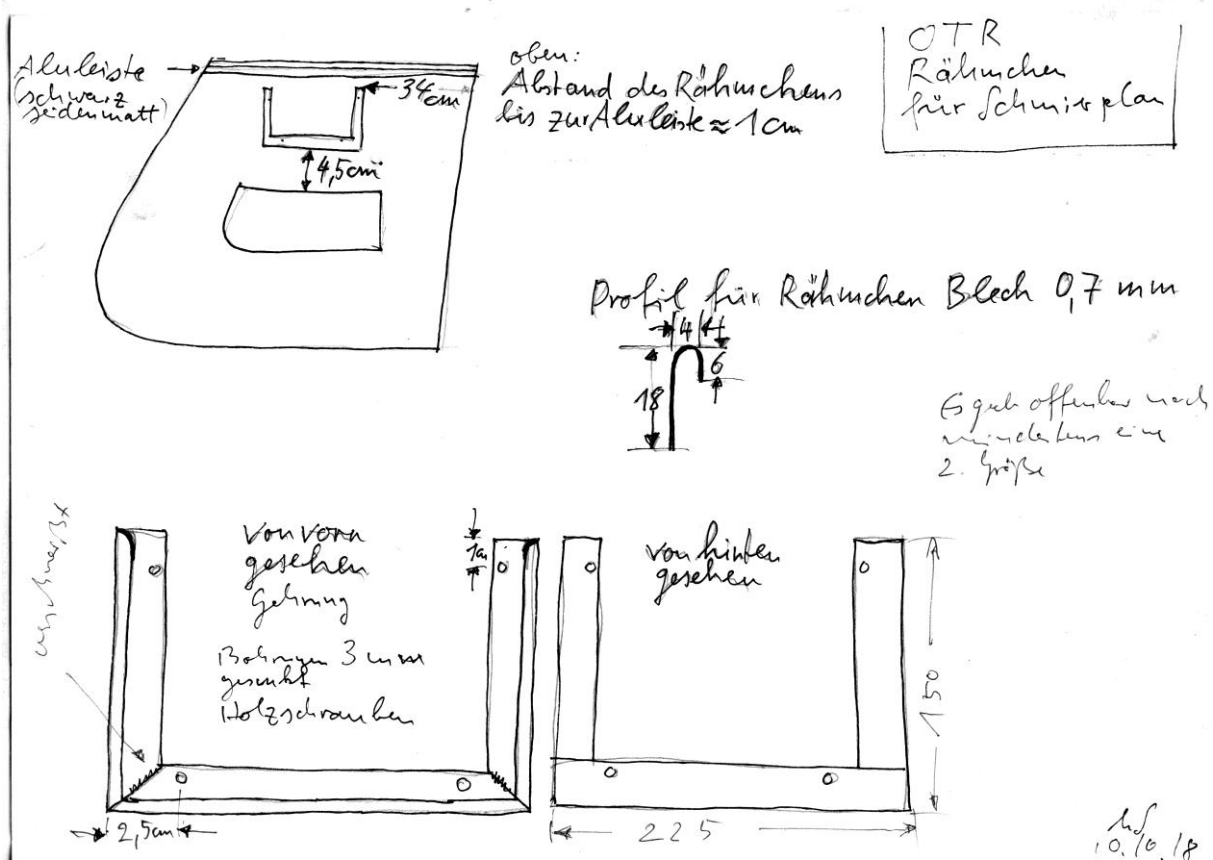 Aluleiste
(schwarz
seidenmatt)
34cm
4,5cm
oben:
Abstand des Rähmchens
bis zur Aluleiste ≈ 1cm
OTR
Rähmchen
für Schmierplan
Profil für Rähmchen Blech 0,7 mm
4
6
18
Es gab offenbar noch
mindestens eine
2. Größe
von vorn
gesehen
Gehrung
Bohrungen 3 mm
gesenkt
Holzschrauben
1cm
2,5cm
von hinten
gesehen
150
225
10.10.18